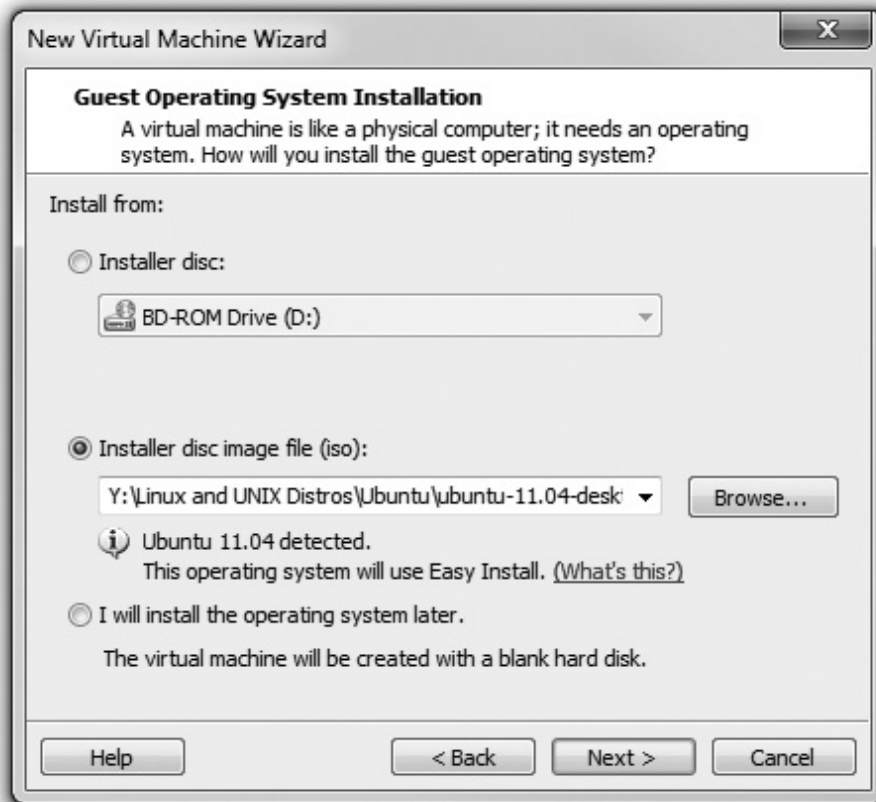 New Virtual Machine Wizard
X
Guest Operating System Installation
A virtual machine is like a physical computer; it needs an operating
system. How will you install the guest operating system?
Install from:
Installer disc:
BD-ROM Drive (D:)
Installer disc image file (iso):
Y:\Linux and UNIX Distros\Ubuntu\ubuntu-11.04-deskt Browse...
Ubuntu 11.04 detected.
This operating system will use Easy Install. (What's this?)
I will install the operating system later.
The virtual machine will be created with a blank hard disk.
Help < Back Next > Cancel